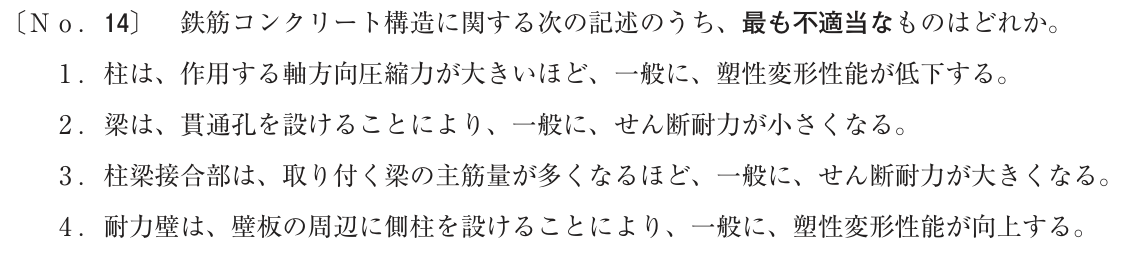 〔Ｎｏ．14〕　鉄筋コンクリート構造に関する次の記述のうち、最も不適当なものはどれか。
１．柱は、作用する軸方向圧縮力が大きいほど、一般に、塑性変形性能が低下する。
２．梁は、貫通孔を設けることにより、一般に、せん断耐力が小さくなる。
３．柱梁接合部は、取り付く梁の主筋量が多くなるほど、一般に、せん断耐力が大きくなる。
４．耐力壁は、壁板の周辺に側柱を設けることにより、一般に、塑性変形性能が向上する。